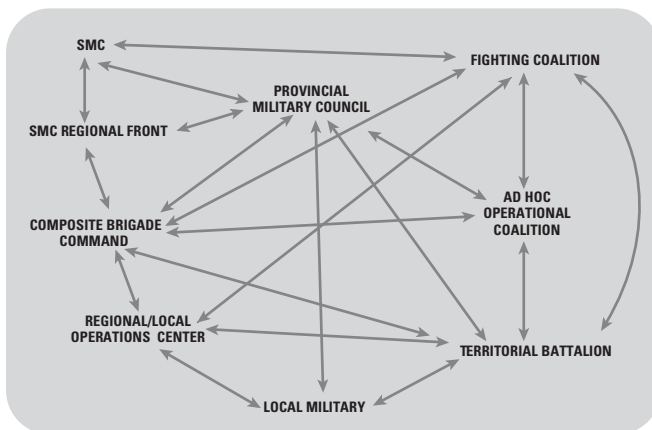 SMC
FIGHTING COALITION
PROVINCIAL
MILITARY COUNCIL
SMC REGIONAL FRONT
AD HOC
OPERATIONAL
COALITION
COMPOSITE BRIGADE
COMMAND
REGIONAL/LOCAL
OPERATIONS CENTER
TERRITORIAL BATTALION
LOCAL MILITARY